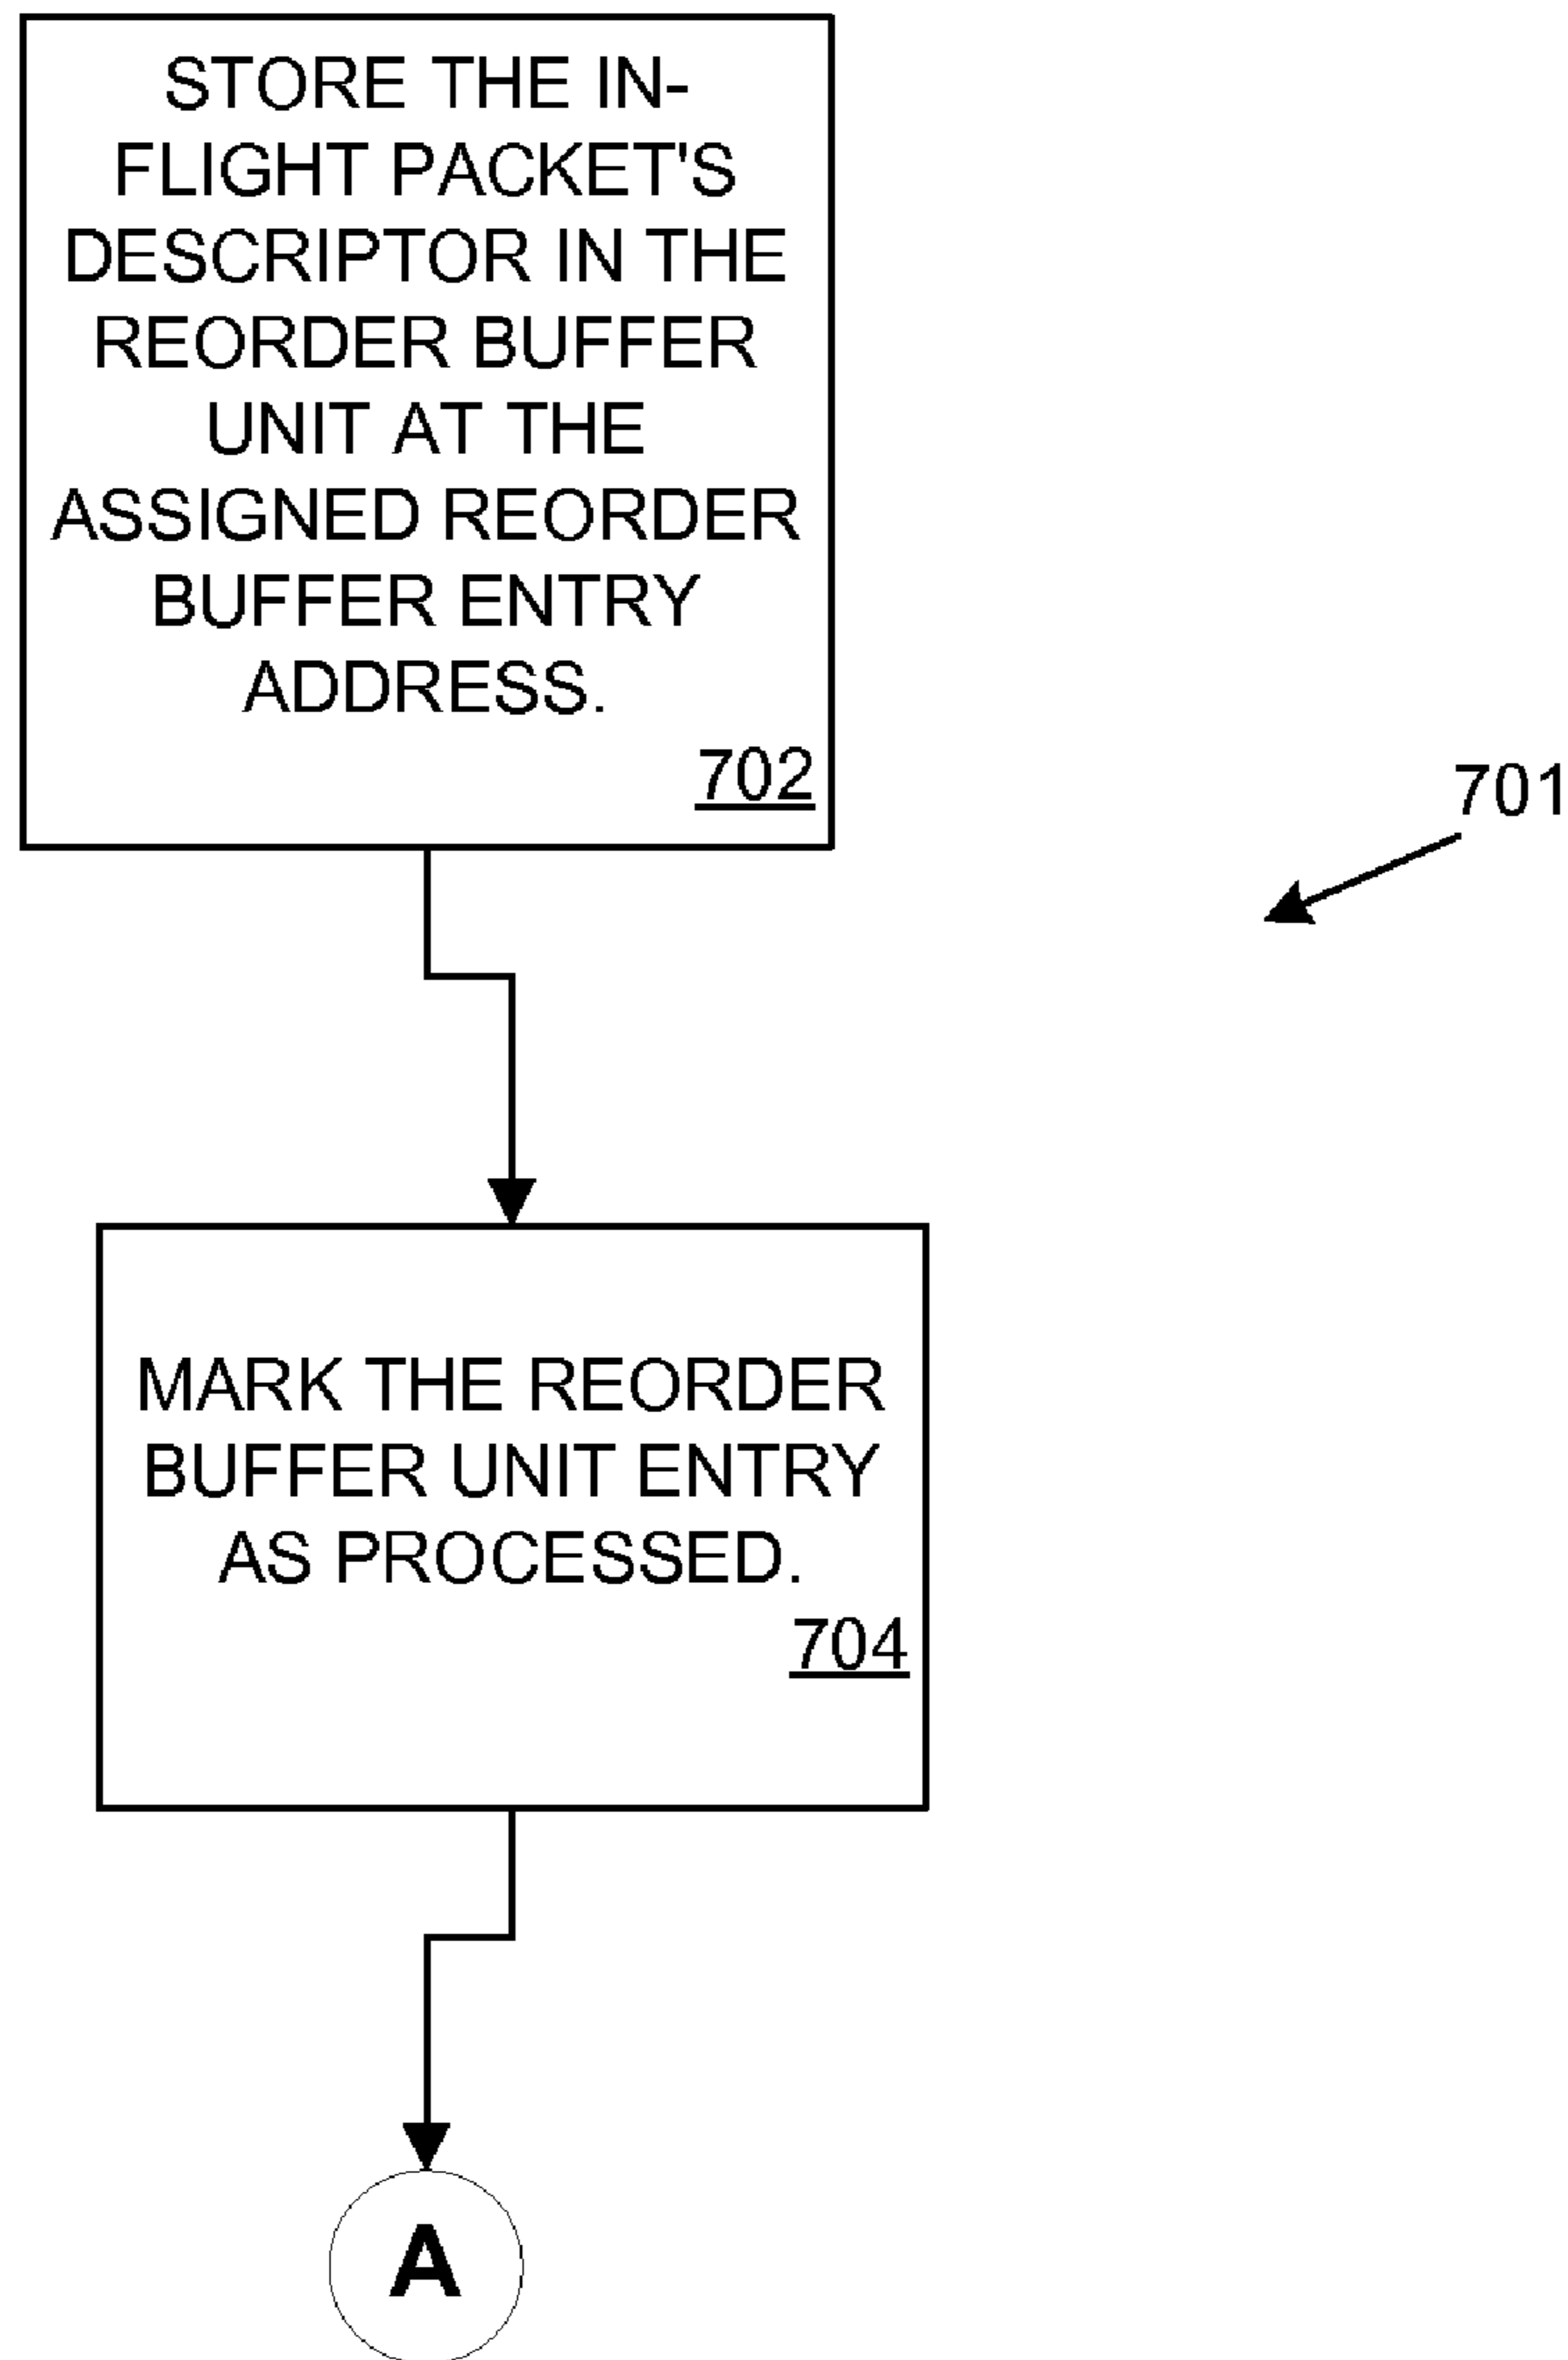 STORE THE IN-
FLIGHT PACKET'S
DESCRIPTOR IN THE
REORDER BUFFER
UNIT AT THE
ASSIGNED REORDER
BUFFER ENTRY
ADDRESS.
702
701
MARK THE REORDER
BUFFER UNIT ENTRY
AS PROCESSED.
704
A